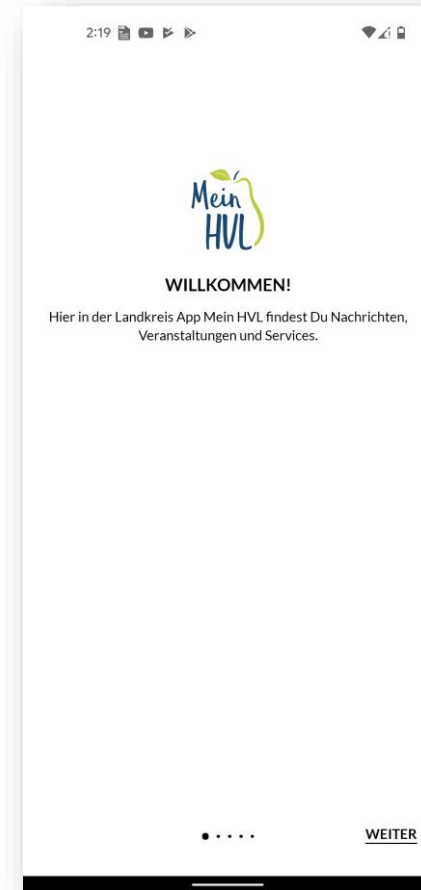 2:19
Mein
HVL
WILLKOMMEN!
Hier in der Landkreis App Mein HVL findest Du Nachrichten,
Veranstaltungen und Services.
WEITER